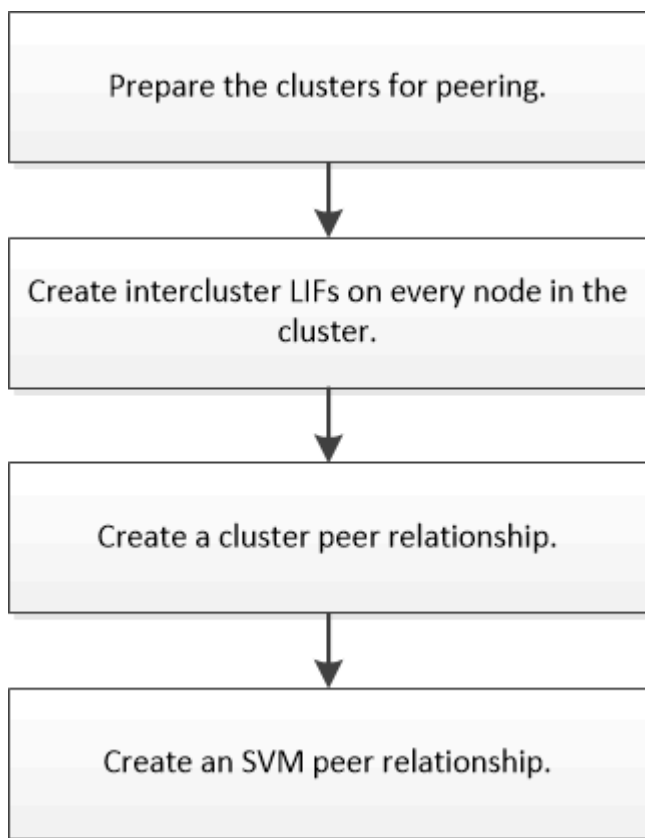 Prepare the clusters for peering.
Create intercluster LIFs on every node in the
cluster.
Create a cluster peer relationship.
Create an SVM peer relationship.